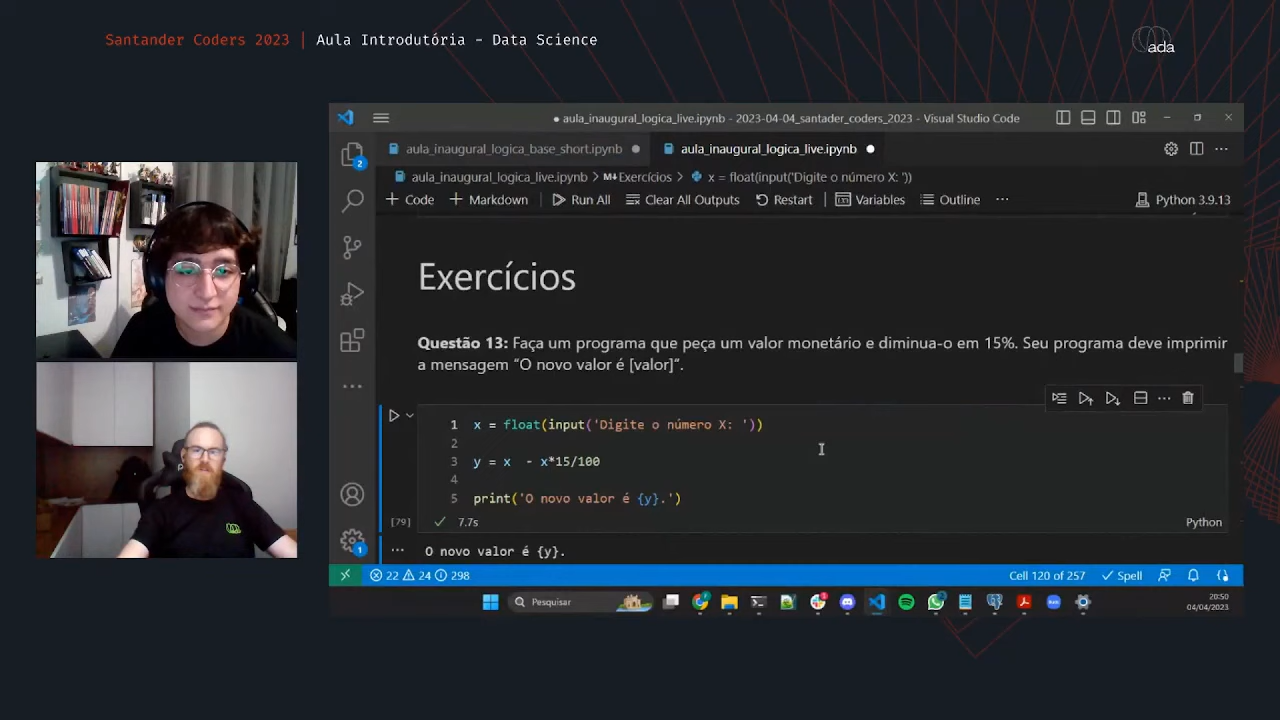 Santander Coders 2023 | Aula Introdutória - Data Science
ada
● aula_inaugural_logica_live.ipynb - 2023-04-04_santader_coders_2023 - Visual Studio Code
aula_inaugural_logica_base_short.ipynb ●
aula_inaugural_logica_live.ipynb ●
aula_inaugural_logica_live.ipynb > M↓Exercícios > x = float(input('Digite o número X: '))
+ Code + Markdown Run All Clear All Outputs Restart Variables Outline ... Python 3.9.13
2
Exercícios
Questão 13: Faça um programa que peça um valor monetário e diminua-o em 15%. Seu programa deve imprimir
a mensagem “O novo valor é [valor]“.
1 x = float(input('Digite o número X: '))
2
3 y = x - x*15/100
4
5 print('O novo valor é {y}.')
[79] ✓ 7.7s Python
... O novo valor é {y}.
1
22 24 298 Cell 120 of 257 ✓ Spell
Pesquisar
20:50
04/04/2023